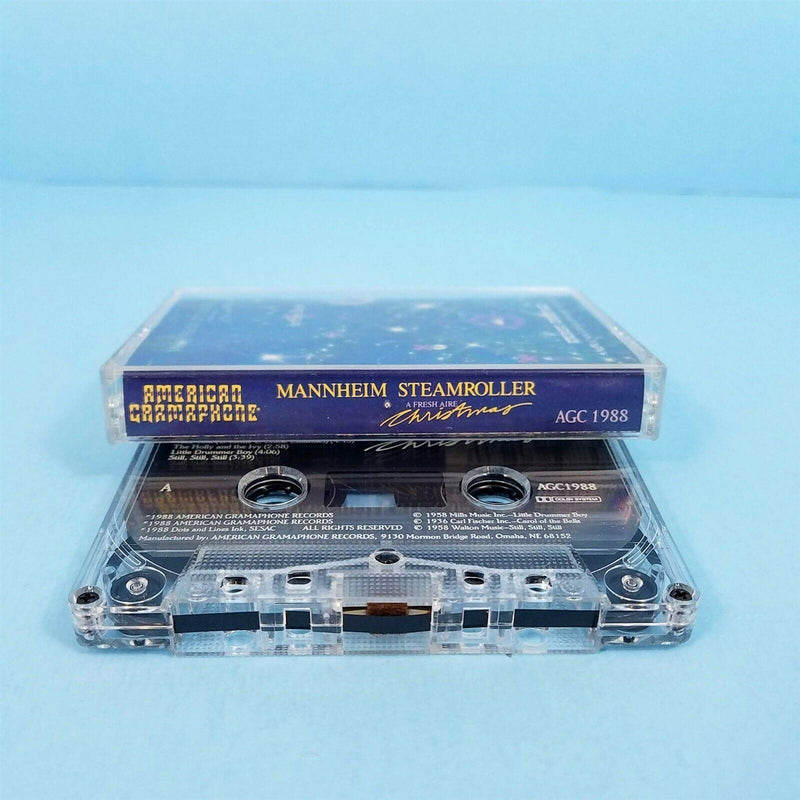 AMERICAN
GRAMAPHONE
MANNHEIM STEAMROLLER
A FRESH AIRE
Christmas
AGC 1988
Christmas
The Holly and the Ivy (2:58)
Little Drummer Boy (4:06)
Still, Still, Still (3:39)
A
AGC1988
DOLBY SYSTEM
℗1988 AMERICAN GRAMAPHONE RECORDS
©1988 AMERICAN GRAMAPHONE RECORDS
©1988 Dots and Lines Ink, SESAC ALL RIGHTS RESERVED
© 1958 Mills Music Inc.—Little Drummer Boy
© 1936 Carl Fischer Inc.—Carol of the Bells
© 1958 Walton Music—Still, Still, Still
Manufactured by: AMERICAN GRAMAPHONE RECORDS, 9130 Mormon Bridge Road, Omaha, NE 68152